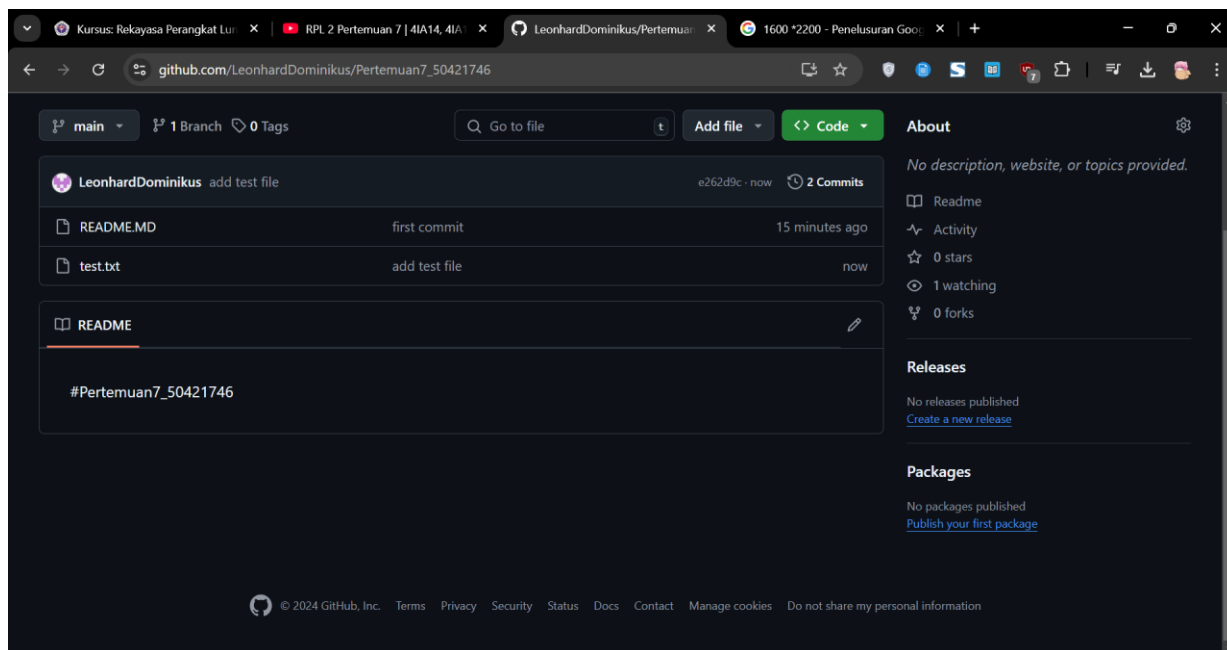 Kursus: Rekayasa Perangkat Lun
RPL 2 Pertemuan 7 | 4IA14, 4IA1
LeonhardDominikus/Pertemuan
1600 *2200 - Penelusuran Goog
github.com/LeonhardDominikus/Pertemuan7_50421746
7
main
1 Branch
0 Tags
Go to file
t
Add file
<> Code
LeonhardDominikus add test file
e262d9c · now
2 Commits
README.MD
first commit
15 minutes ago
test.txt
add test file
now
README
#Pertemuan7_50421746
About
No description, website, or topics provided.
Readme
Activity
0 stars
1 watching
0 forks
Releases
No releases published
Create a new release
Packages
No packages published
Publish your first package
© 2024 GitHub, Inc. Terms Privacy Security Status Docs Contact Manage cookies Do not share my personal information